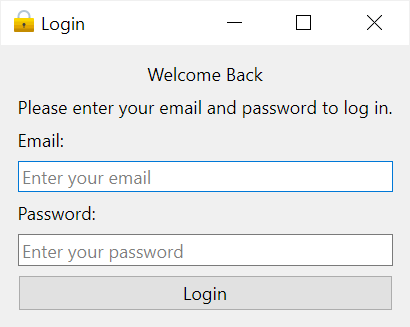 Login
Welcome Back
Please enter your email and password to log in.
Email:
Enter your email
Password:
Enter your password
Login